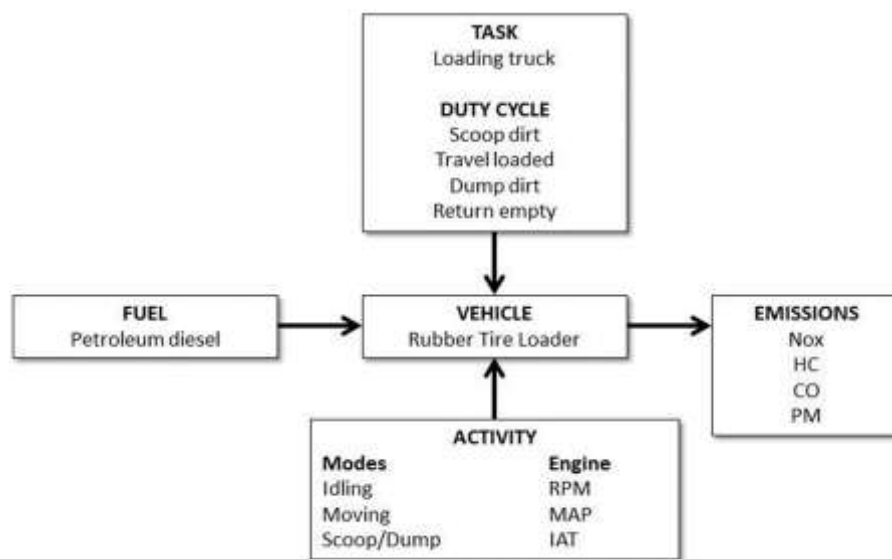 TASK
Loading truck
DUTY CYCLE
Scoop dirt
Travel loaded
Dump dirt
Return empty
FUEL
Petroleum diesel
VEHICLE
Rubber Tire Loader
EMISSIONS
Nox
HC
CO
PM
ACTIVITY
Modes Engine
Idling RPM
Moving MAP
Scoop/Dump IAT